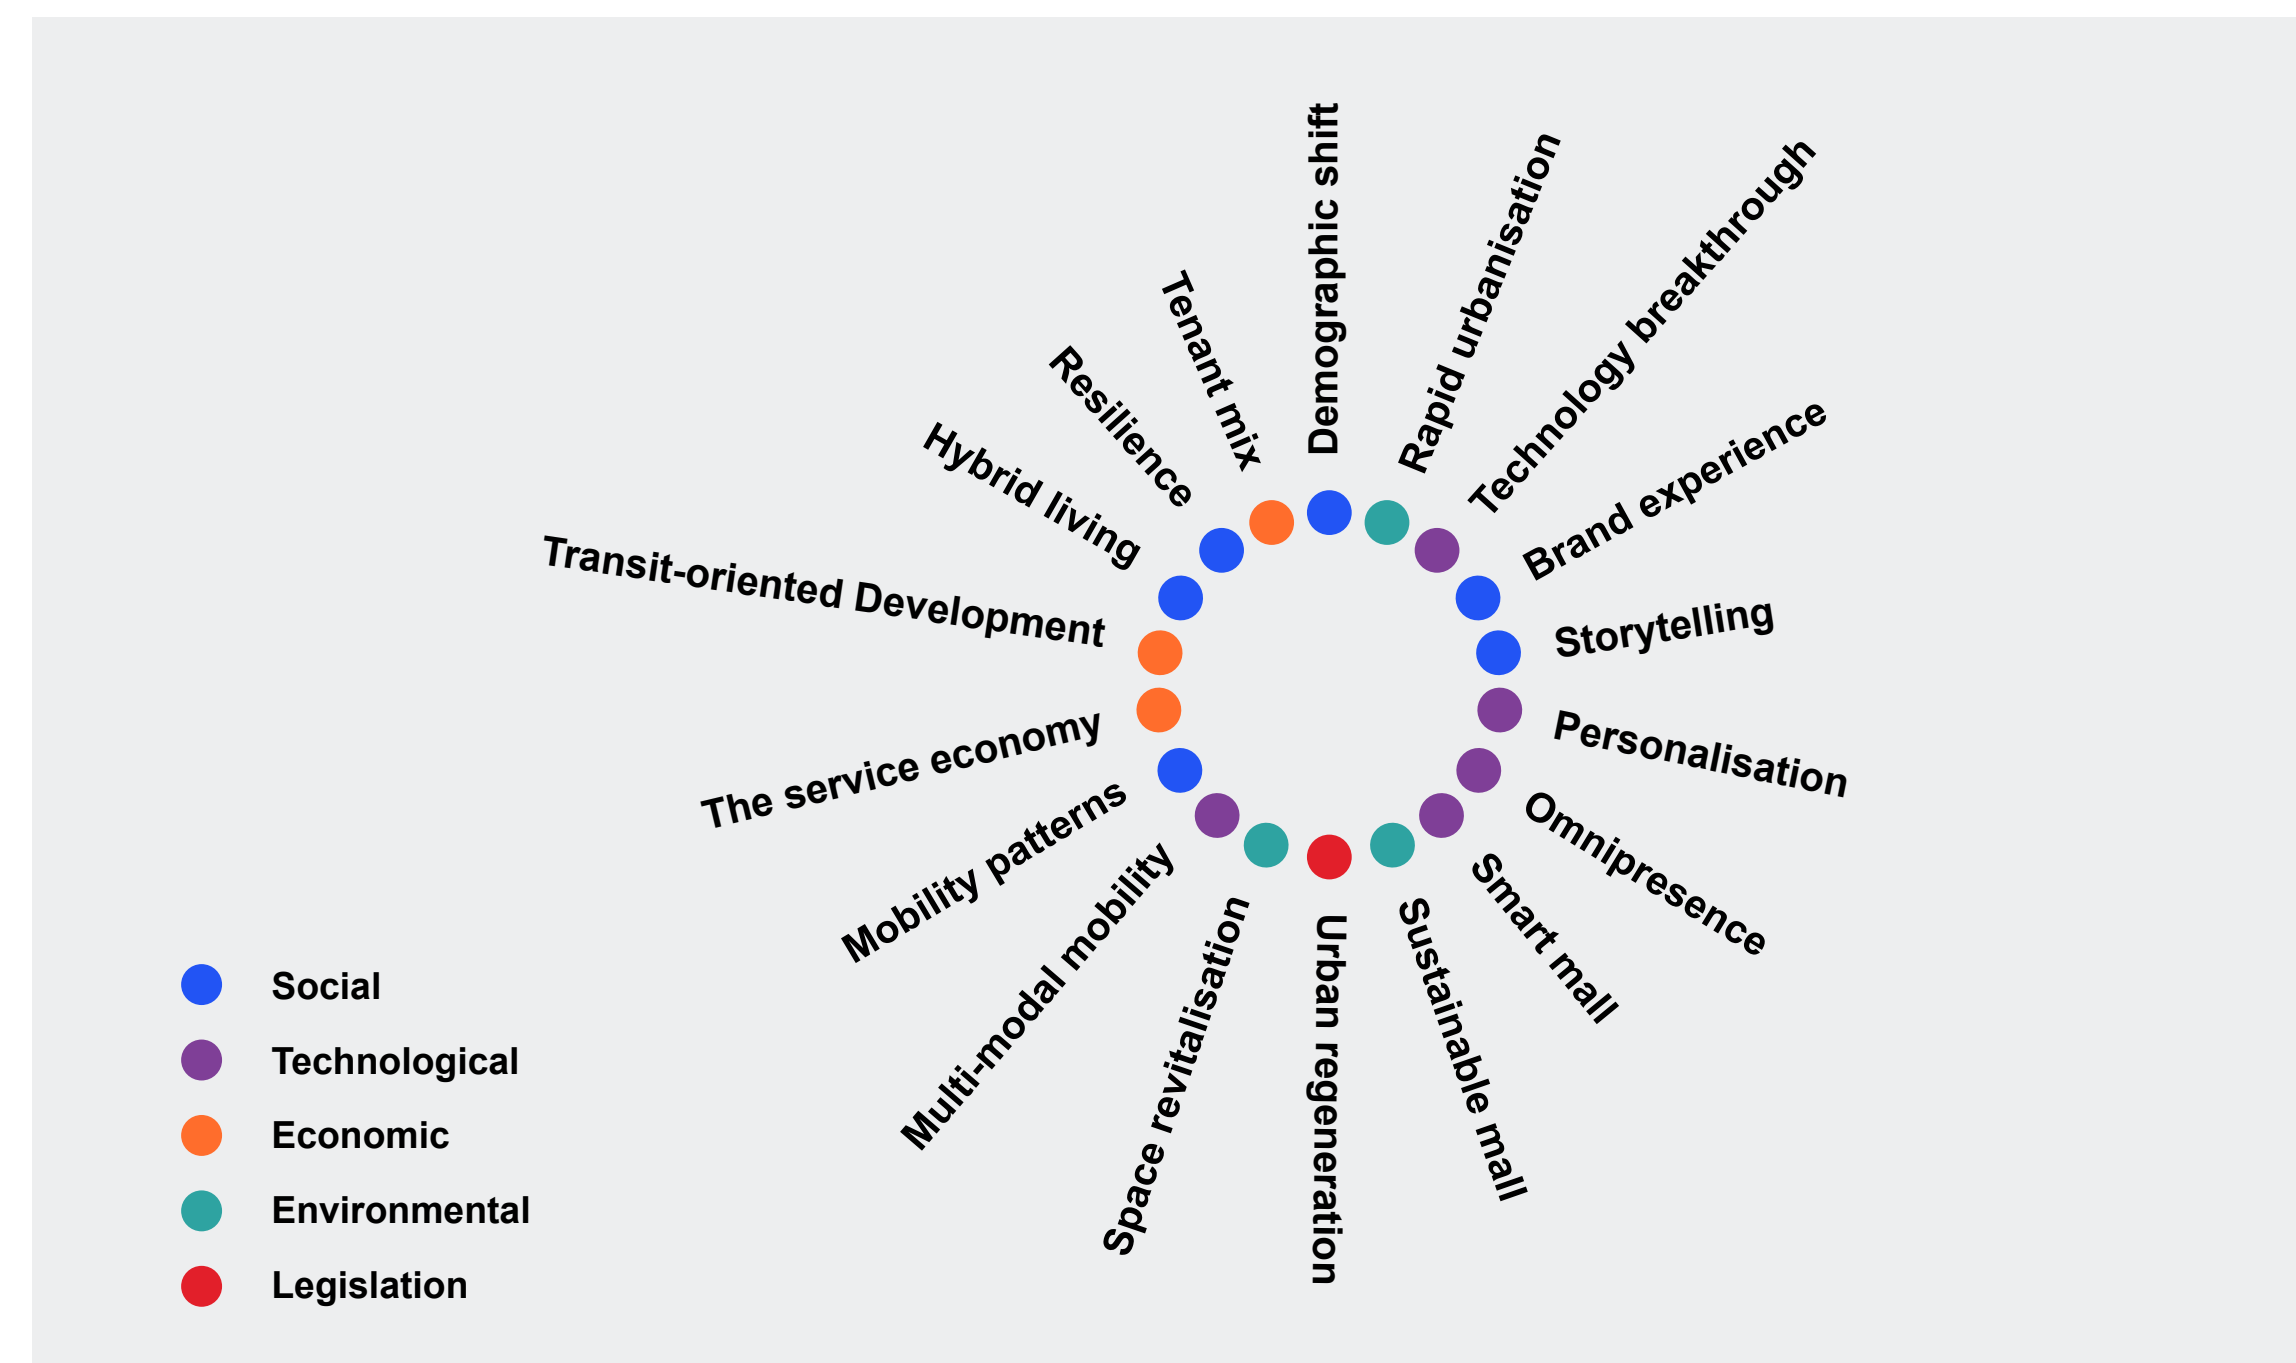 Demographic shift
Rapid urbanisation
Technology breakthrough
Brand experience
Storytelling
Personalisation
Omnipresence
Smart mall
Sustainable mall
Urban regeneration
Space revitalisation
Multi-modal mobility
Mobility patterns
The service economy
Transit-oriented Development
Hybrid living
Resilience
Tenant mix
Social
Technological
Economic
Environmental
Legislation